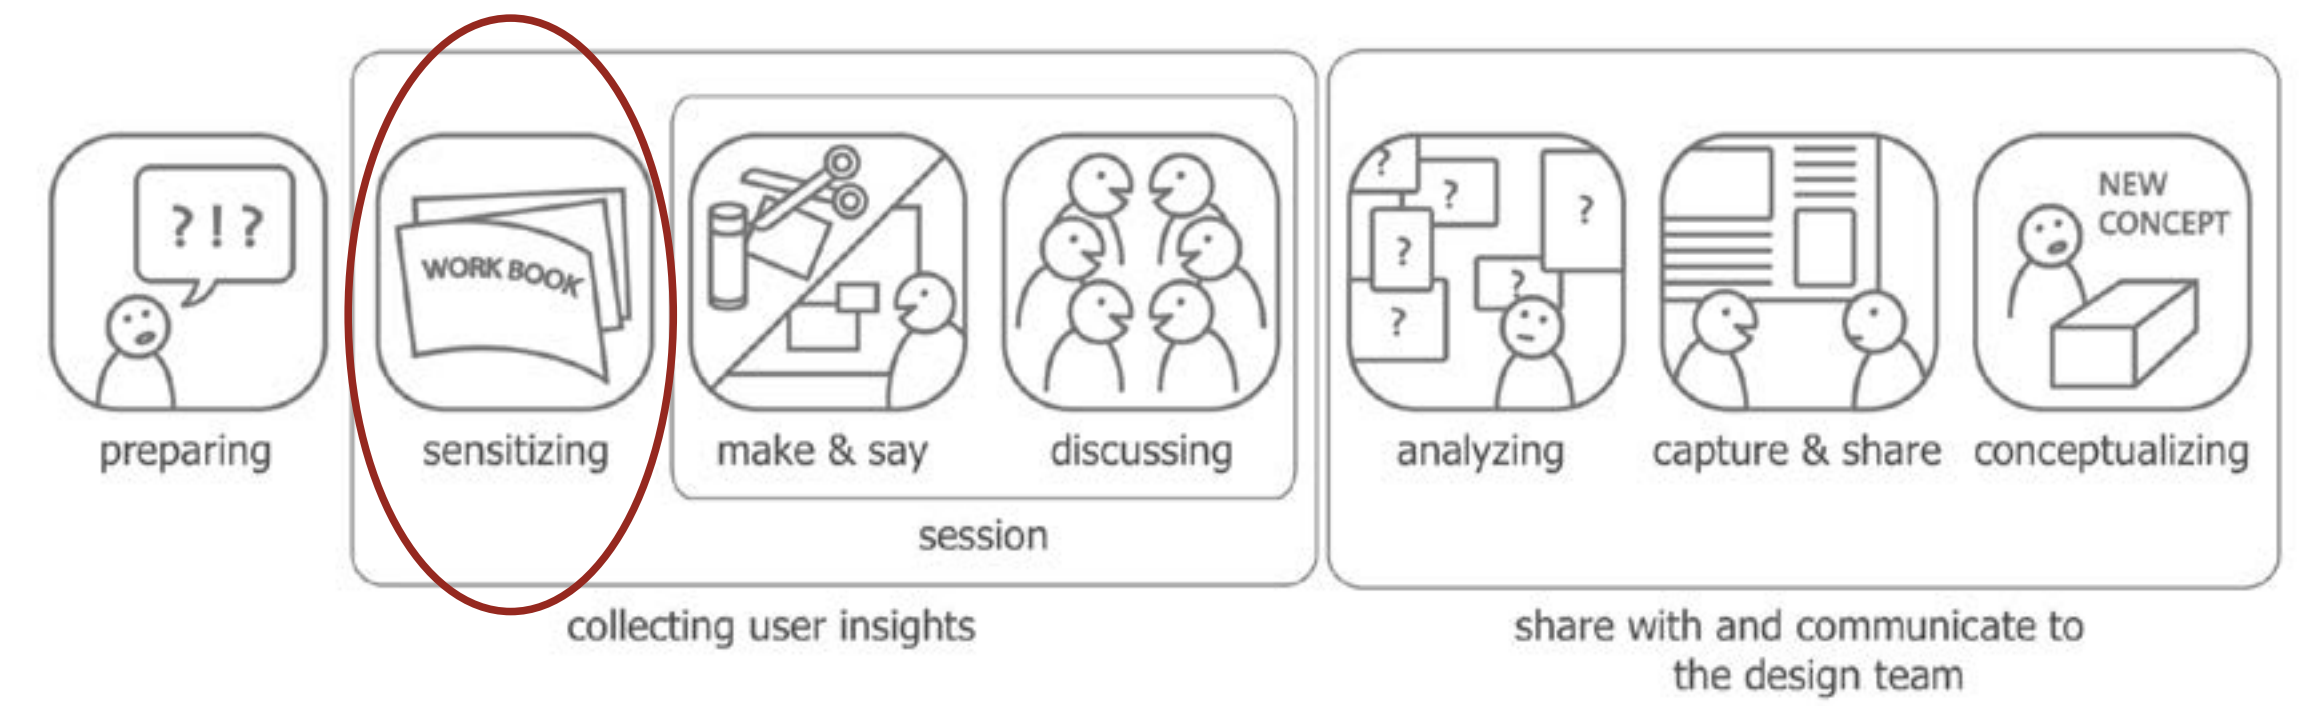 ? ! ?
preparing
WORK BOOK
sensitizing
make & say
discussing
session
collecting user insights
?
?
?
?
?
?
analyzing
capture & share
NEW
CONCEPT
conceptualizing
share with and communicate to
the design team